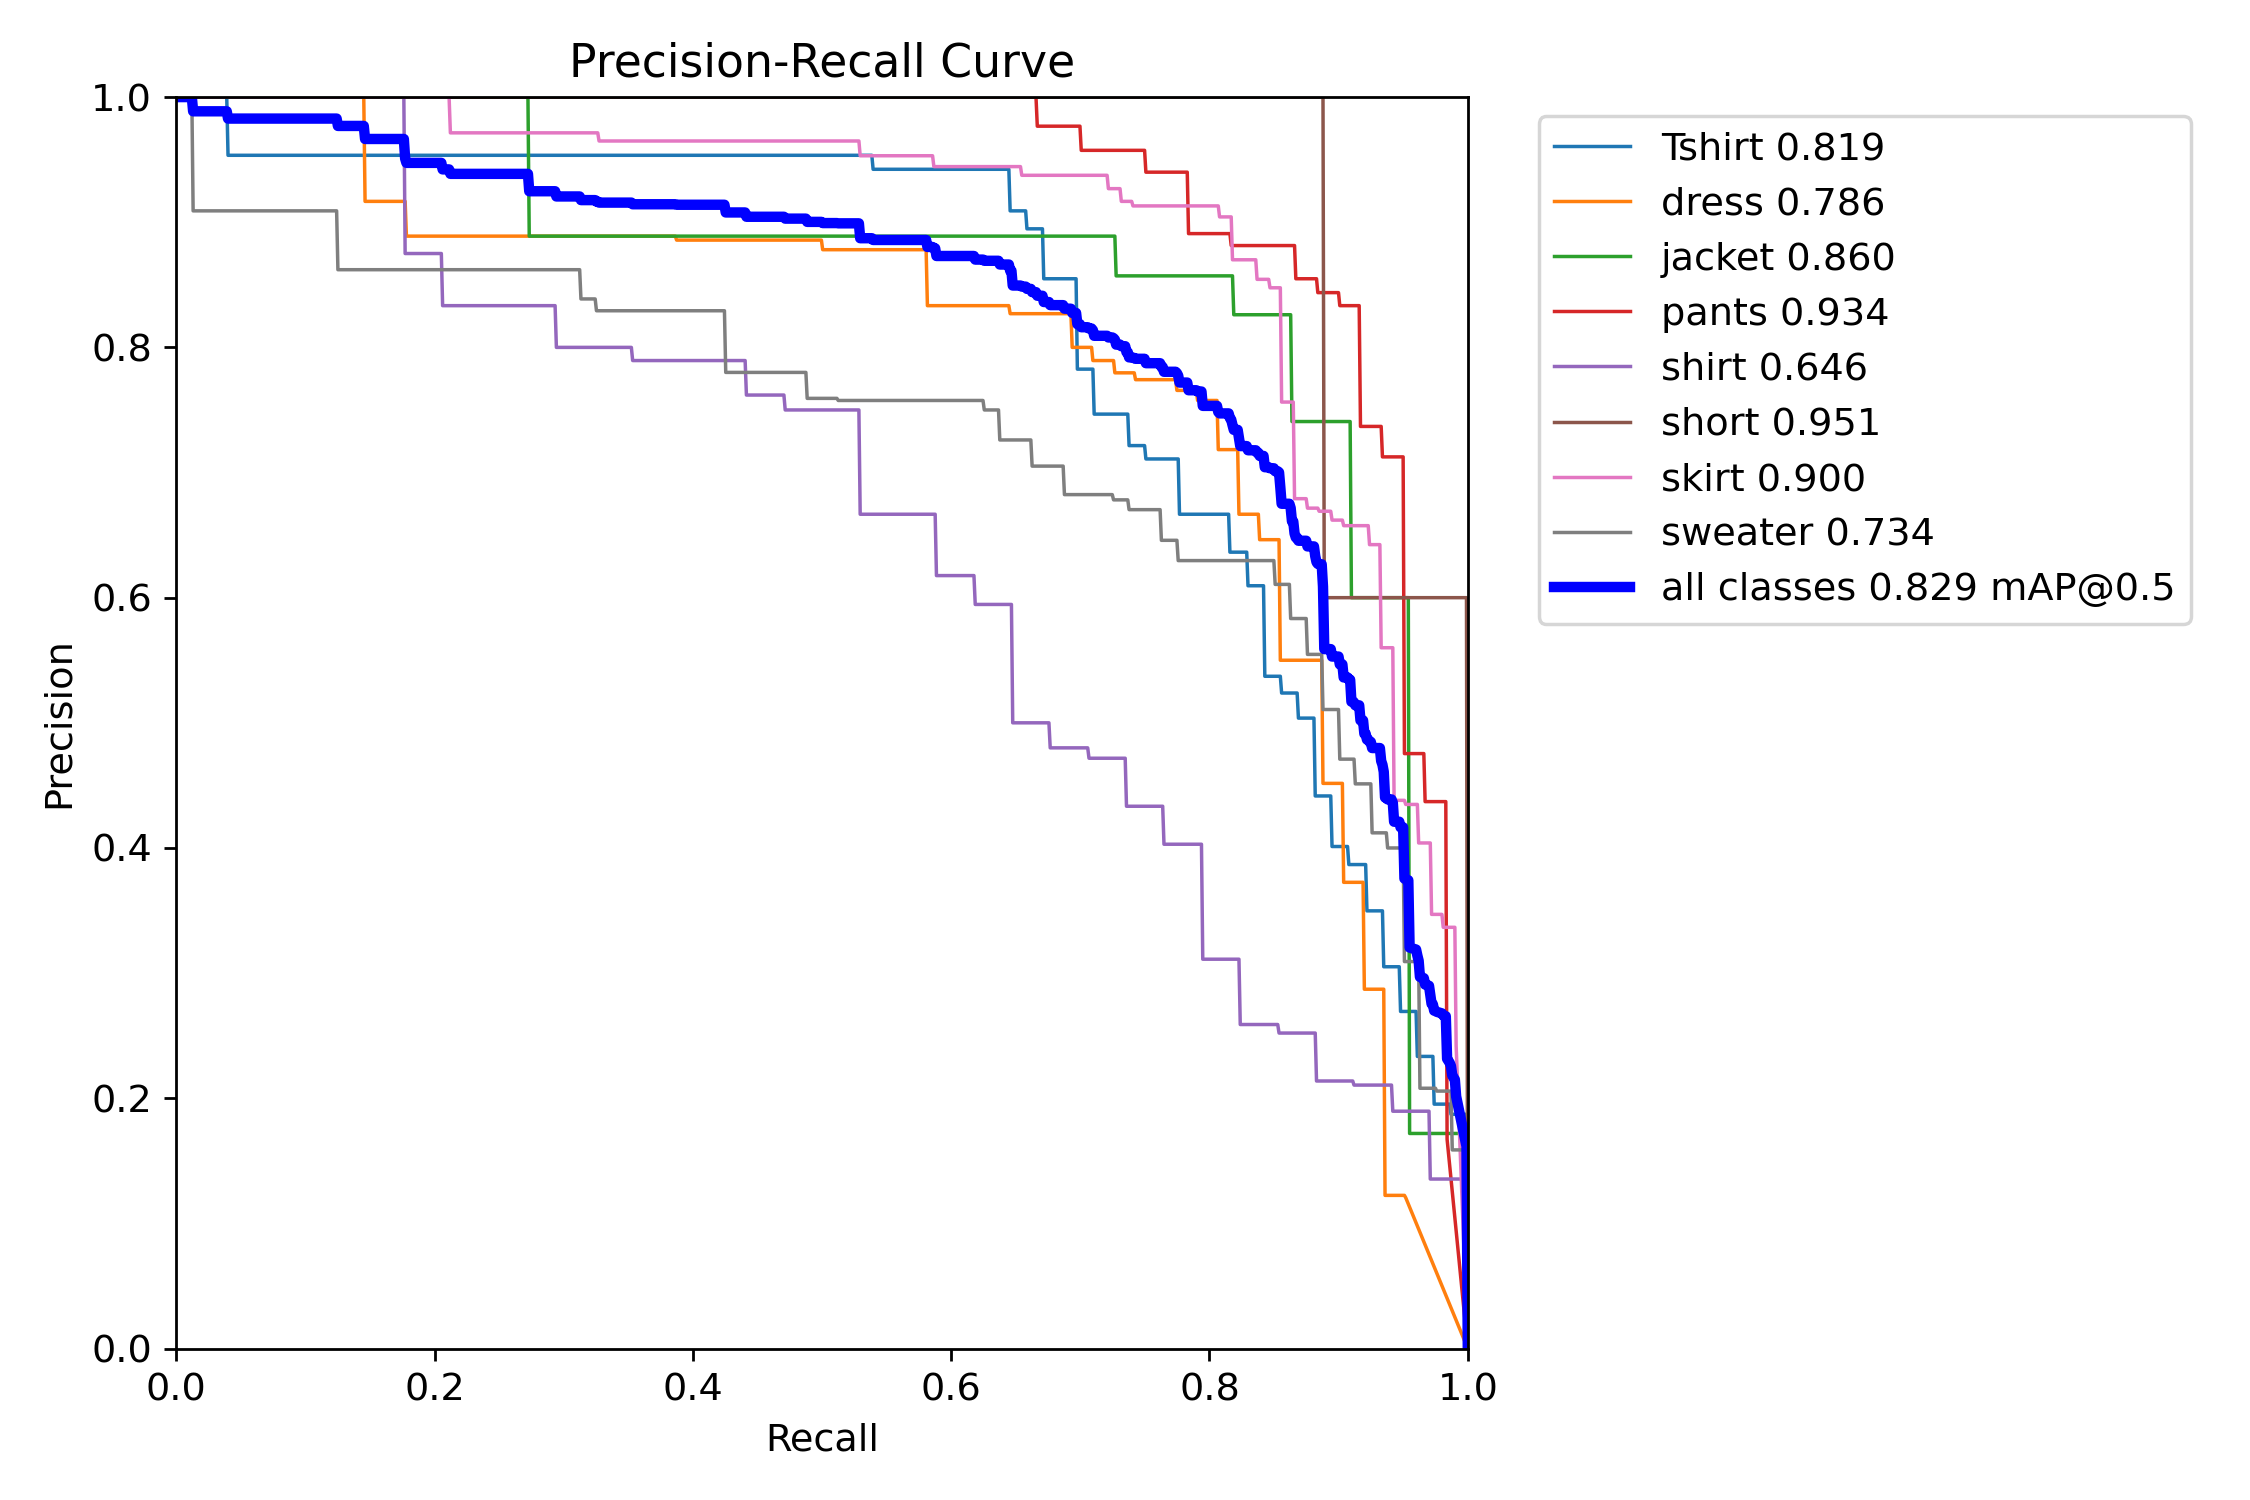 Precision-Recall Curve
1.0
0.8
0.6
0.4
0.2
0.0
Precision
0.0 0.2 0.4 0.6 0.8 1.0
Recall
Tshirt 0.819
dress 0.786
jacket 0.860
pants 0.934
shirt 0.646
short 0.951
skirt 0.900
sweater 0.734
all classes 0.829 mAP@0.5